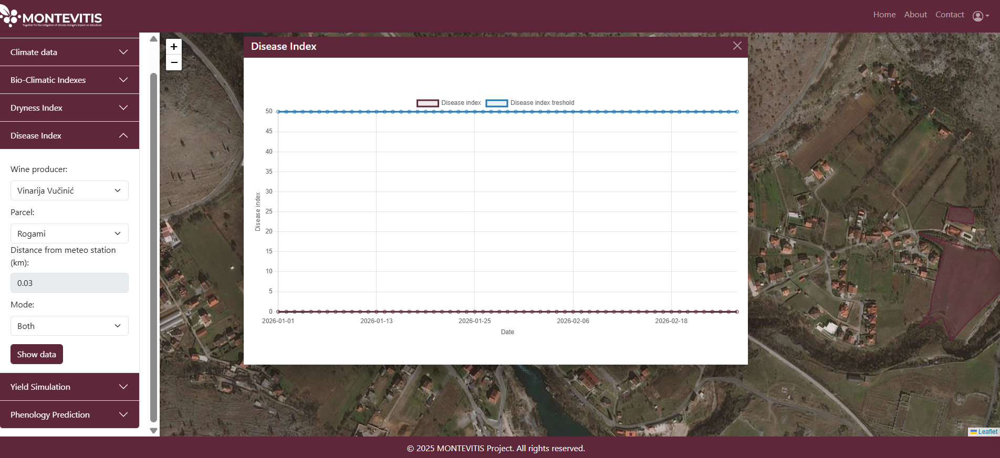 MONTEVITIS
Together for the mitigation of climate change's impact on viticulture
Home About Contact
Climate data
Bio-Climatic Indexes
Dryness Index
Disease Index
Wine producer:
Vinarija Vučinić
Parcel:
Rogami
Distance from meteo station
(km):
0.03
Mode:
Both
Show data
Yield Simulation
Phenology Prediction
+
−
Disease Index
Disease index Disease index treshold
50
45
40
35
30
25
20
15
10
5
0
Disease index
2026-01-01 2026-01-13 2026-01-25 2026-02-06 2026-02-18
Date
Leaflet
© 2025 MONTEVITIS Project. All rights reserved.